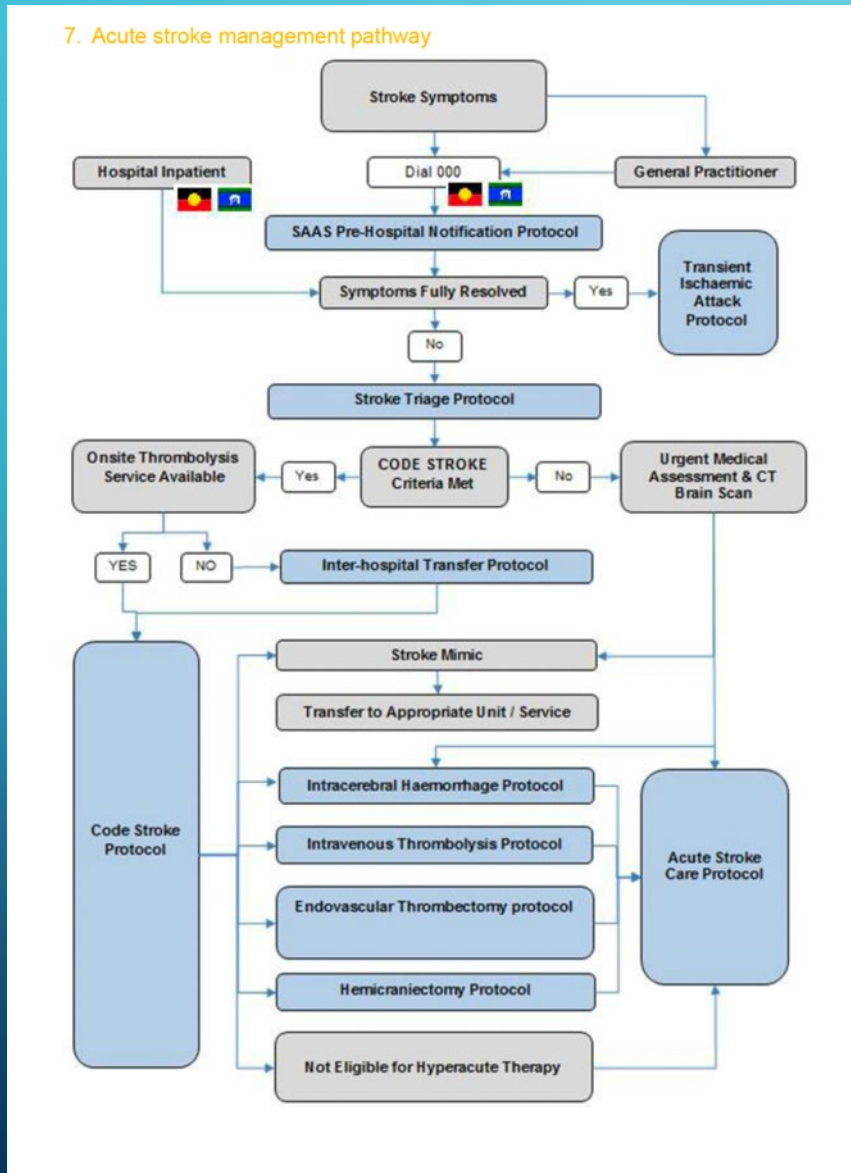 7. Acute stroke management pathway
Stroke Symptoms
Hospital Inpatient
Dial 000
General Practitioner
SAAS Pre-Hospital Notification Protocol
Symptoms Fully Resolved
Yes
Transient
Ischaemic
Attack
Protocol
No
Stroke Triage Protocol
Onsite Thrombolysis
Service Available
Yes
CODE STROKE
Criteria Met
No
Urgent Medical
Assessment & CT
Brain Scan
YES
NO
Inter-hospital Transfer Protocol
Stroke Mimic
Transfer to Appropriate Unit / Service
Code Stroke
Protocol
Intracerebral Haemorrhage Protocol
Intravenous Thrombolysis Protocol
Endovascular Thrombectomy protocol
Hemicraniectomy Protocol
Acute Stroke
Care Protocol
Not Eligible for Hyperacute Therapy